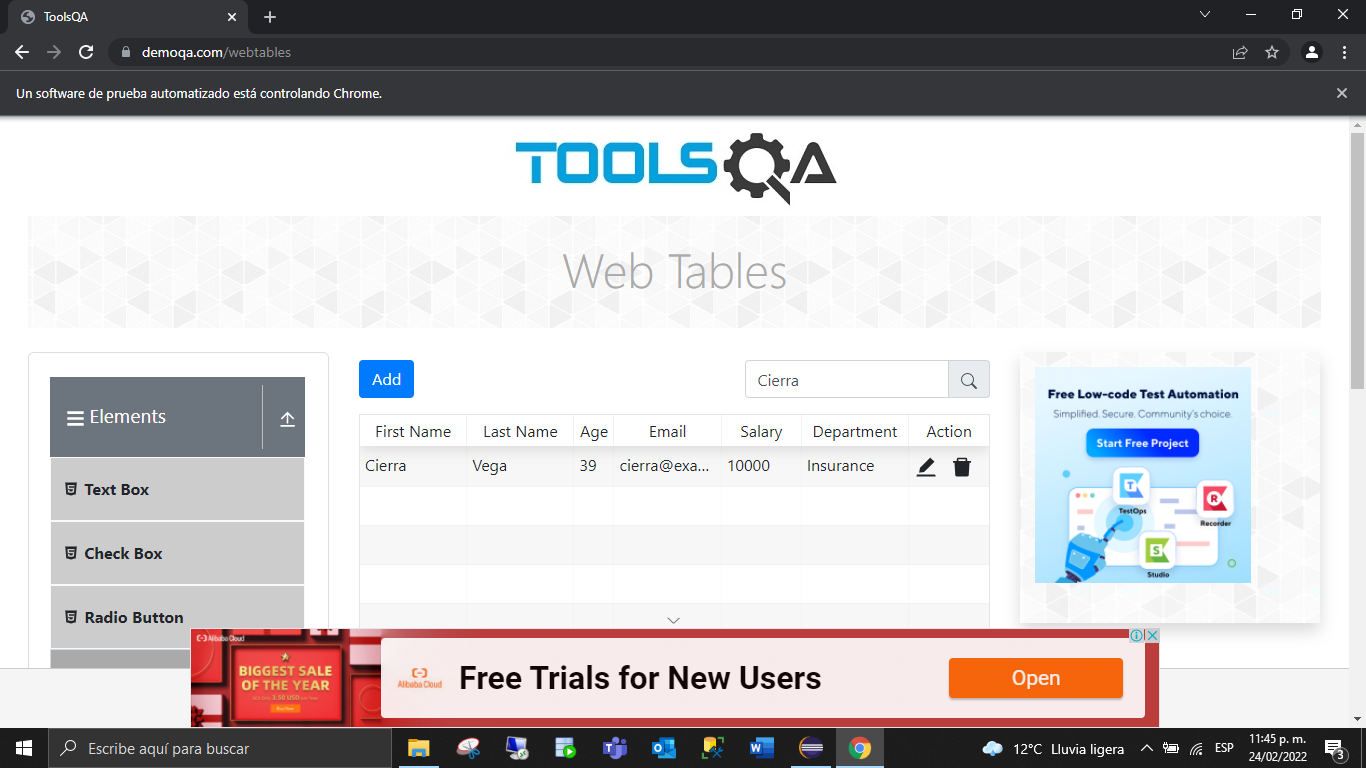 ToolsQA
demoqa.com/webtables
Un software de prueba automatizado está controlando Chrome.
TOOLSQA
Web Tables
Elements
Text Box
Check Box
Radio Button
Add
Cierra
First Name Last Name Age Email Salary Department Action
Cierra Vega 39 cierra@exa... 10000 Insurance
Free Low-code Test Automation
Simplified. Secure. Community's choice.
Start Free Project
TestOps
Recorder
Studio
Alibaba Cloud
BIGGEST SALE
OF THE YEAR
Alibaba Cloud
Free Trials for New Users
Open
Escribe aquí para buscar
12°C Lluvia ligera
ESP
11:45 p. m.
24/02/2022
3